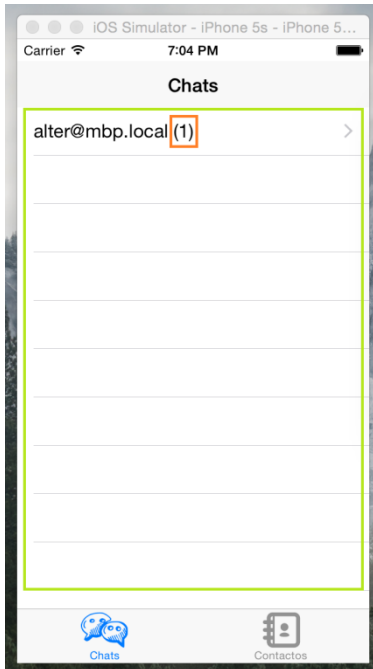 iOS Simulator - iPhone 5s - iPhone 5...
Carrier 7:04 PM
Chats
alter@mbp.local (1)
Chats Contactos